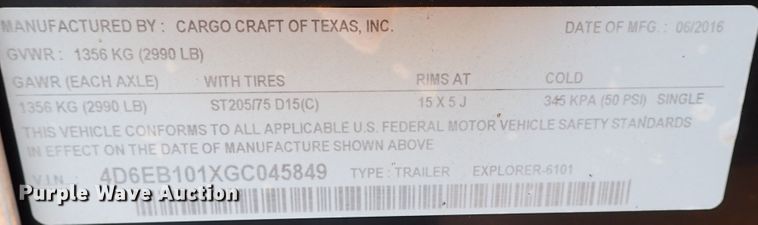 MANUFACTURED BY : CARGO CRAFT OF TEXAS, INC. DATE OF MFG. : 06/2016
GVWR : 1356 KG (2990 LB)
GAWR (EACH AXLE) WITH TIRES RIMS AT COLD
1356 KG (2990 LB) ST205/75 D15(C) 15 X 5 J 345 KPA (50 PSI) SINGLE
THIS VEHICLE CONFORMS TO ALL APPLICABLE U.S. FEDERAL MOTOR VEHICLE SAFETY STANDARDS
IN EFFECT ON THE DATE OF MANUFACTURE SHOWN ABOVE
V.I.N. : 4D6EB101XGC045849 TYPE : TRAILER EXPLORER-6101
Purple Wave Auction